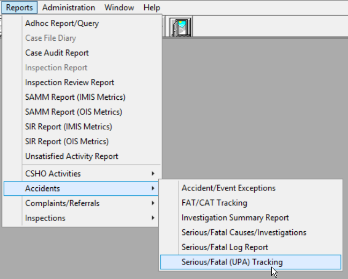 Reports Administration Window Help
Adhoc Report/Query
Case File Diary
Case Audit Report
Inspection Report
Inspection Review Report
SAMM Report (IMIS Metrics)
SAMM Report (OIS Metrics)
SIR Report (IMIS Metrics)
SIR Report (OIS Metrics)
Unsatisfied Activity Report
CSHO Activities
Accidents
Complaints/Referrals
Inspections
Accident/Event Exceptions
FAT/CAT Tracking
Investigation Summary Report
Serious/Fatal Causes/Investigations
Serious/Fatal Log Report
Serious/Fatal (UPA) Tracking